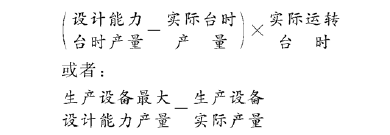 (设计能力台时产量 − 实际台时产量) × 实际运转台时
或者：
生产设备最大设计能力产量 − 生产设备实际产量